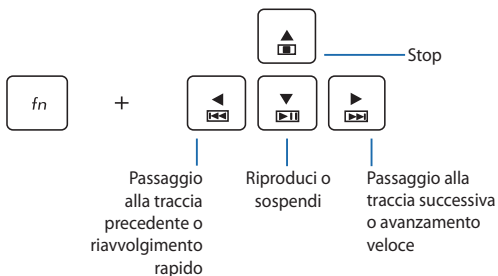 Stop
fn
+
Passaggio
alla traccia
precedente o
riavvolgimento
rapido
Riproduci o
sospendi
Passaggio alla
traccia successiva
o avanzamento
veloce